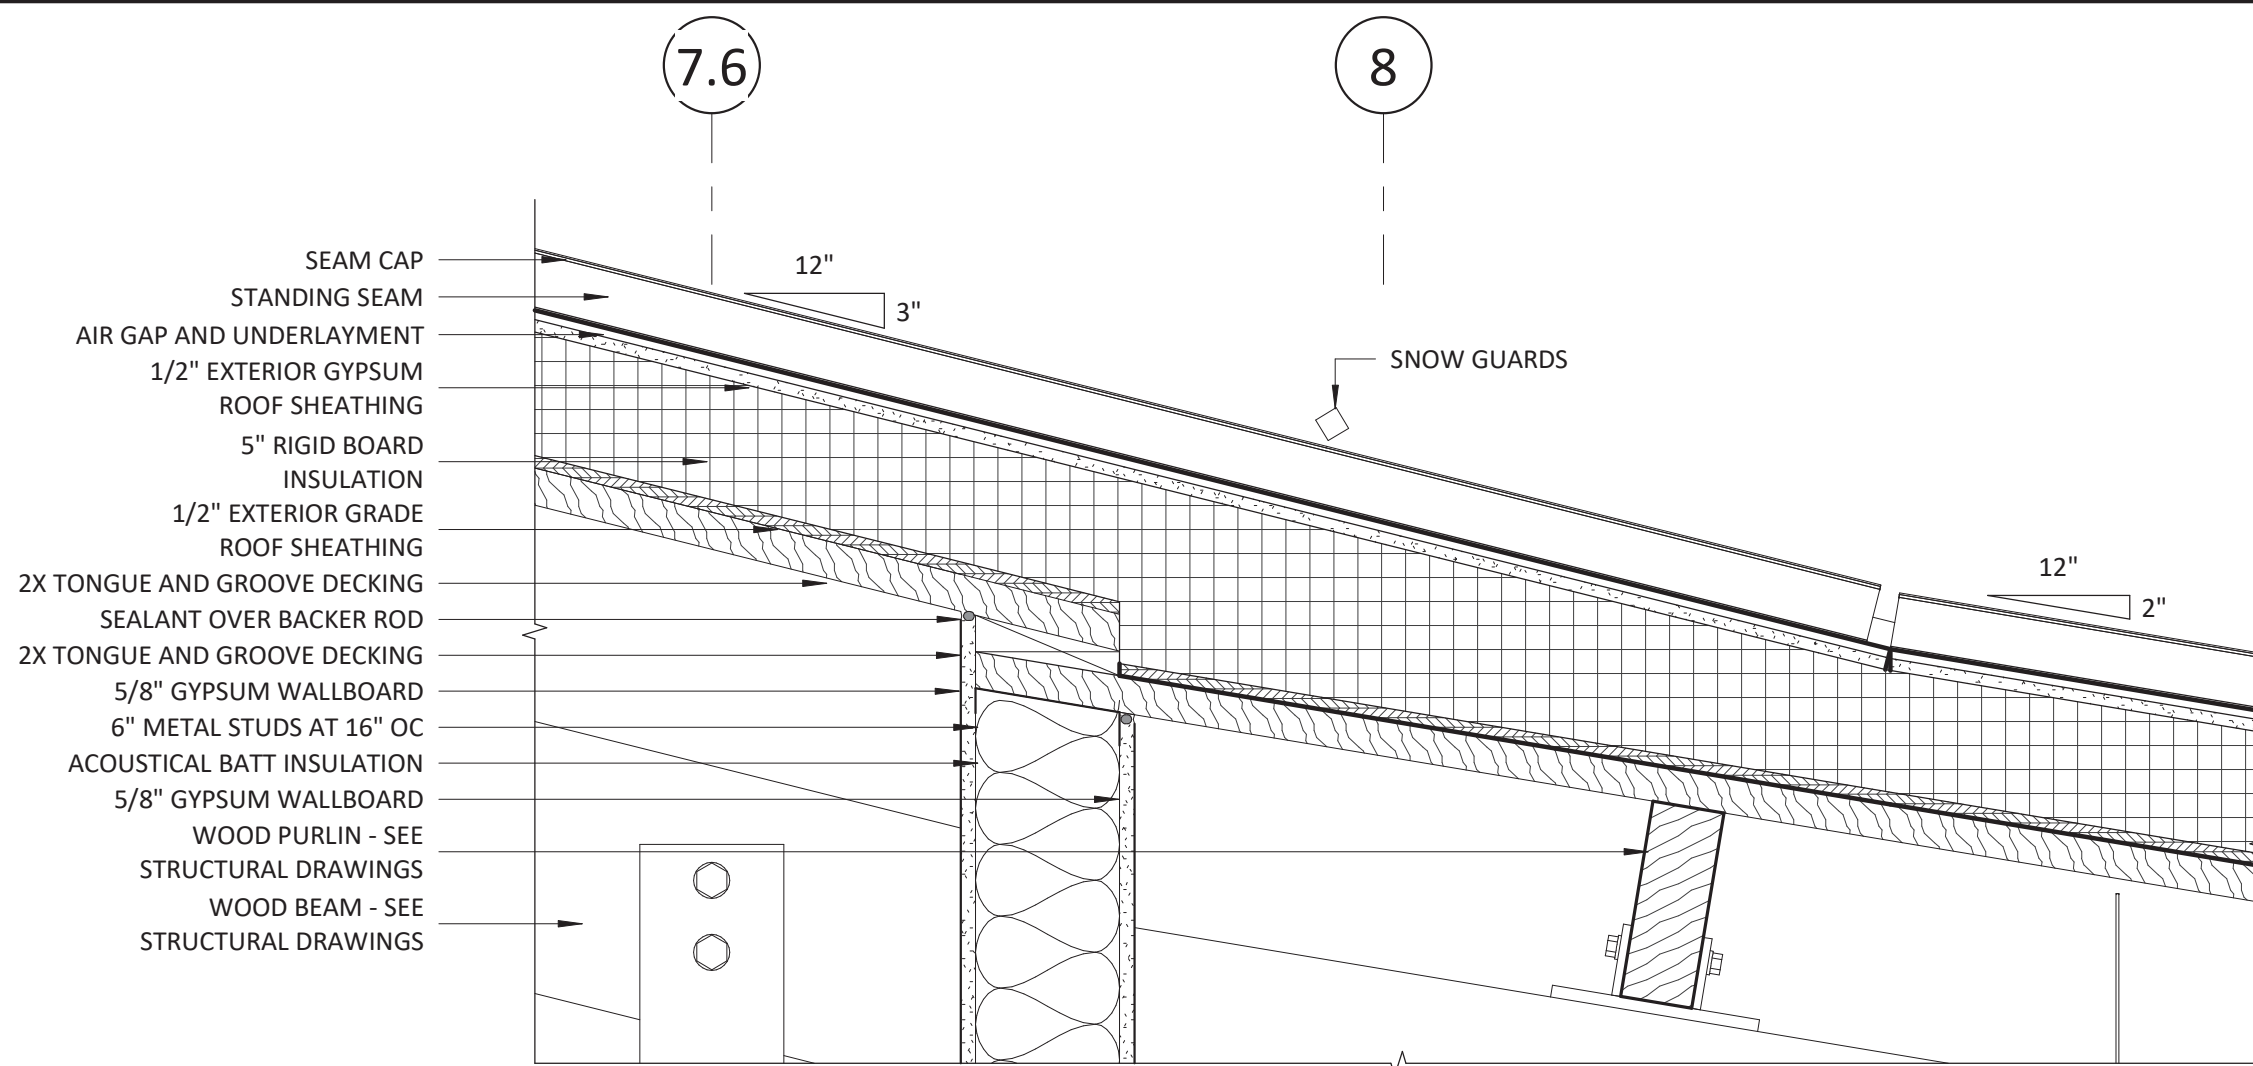 7.6
8
12"
3"
SNOW GUARDS
12"
2"
SEAM CAP
STANDING SEAM
AIR GAP AND UNDERLAYMENT
1/2" EXTERIOR GYPSUM
ROOF SHEATHING
5" RIGID BOARD
INSULATION
1/2" EXTERIOR GRADE
ROOF SHEATHING
2X TONGUE AND GROOVE DECKING
SEALANT OVER BACKER ROD
2X TONGUE AND GROOVE DECKING
5/8" GYPSUM WALLBOARD
6" METAL STUDS AT 16" OC
ACOUSTICAL BATT INSULATION
5/8" GYPSUM WALLBOARD
WOOD PURLIN - SEE
STRUCTURAL DRAWINGS
WOOD BEAM - SEE
STRUCTURAL DRAWINGS